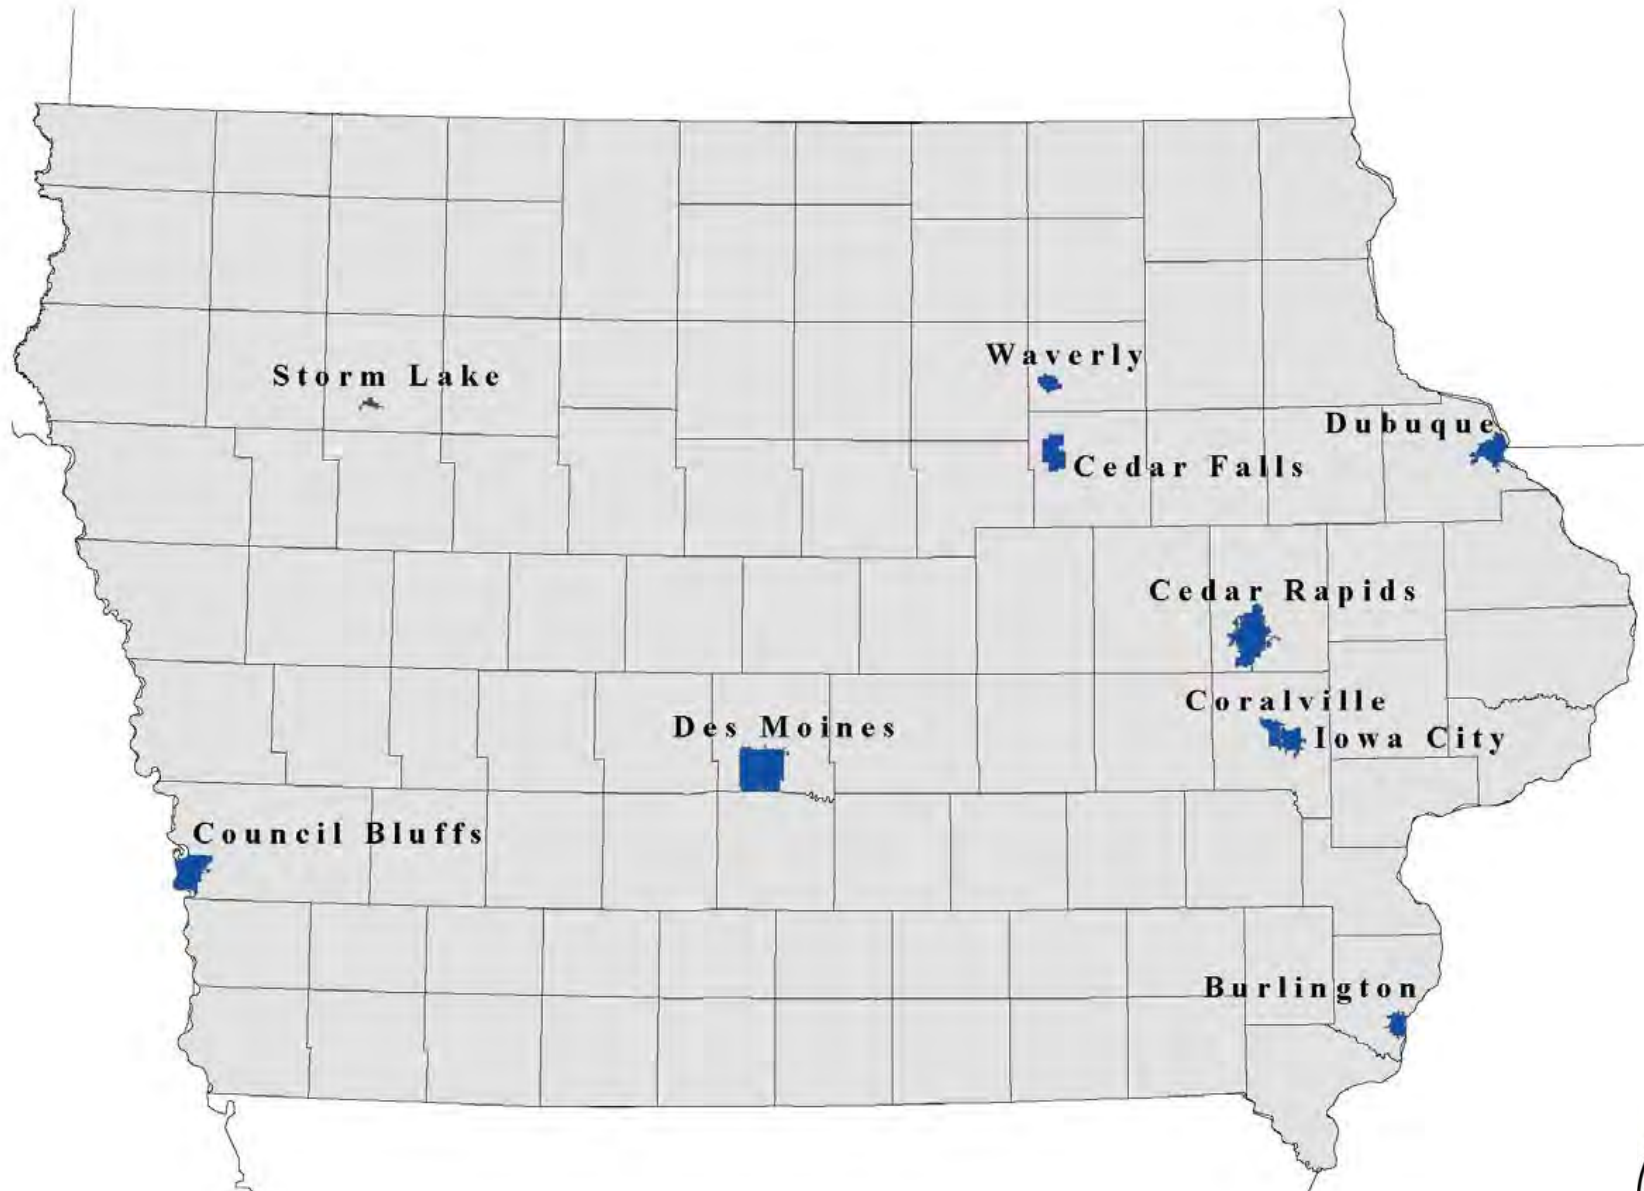 Waverly
Storm Lake
Dubuque
Cedar Falls
Cedar Rapids
Coralville
Des Moines
Iowa City
Council Bluffs
Burlington